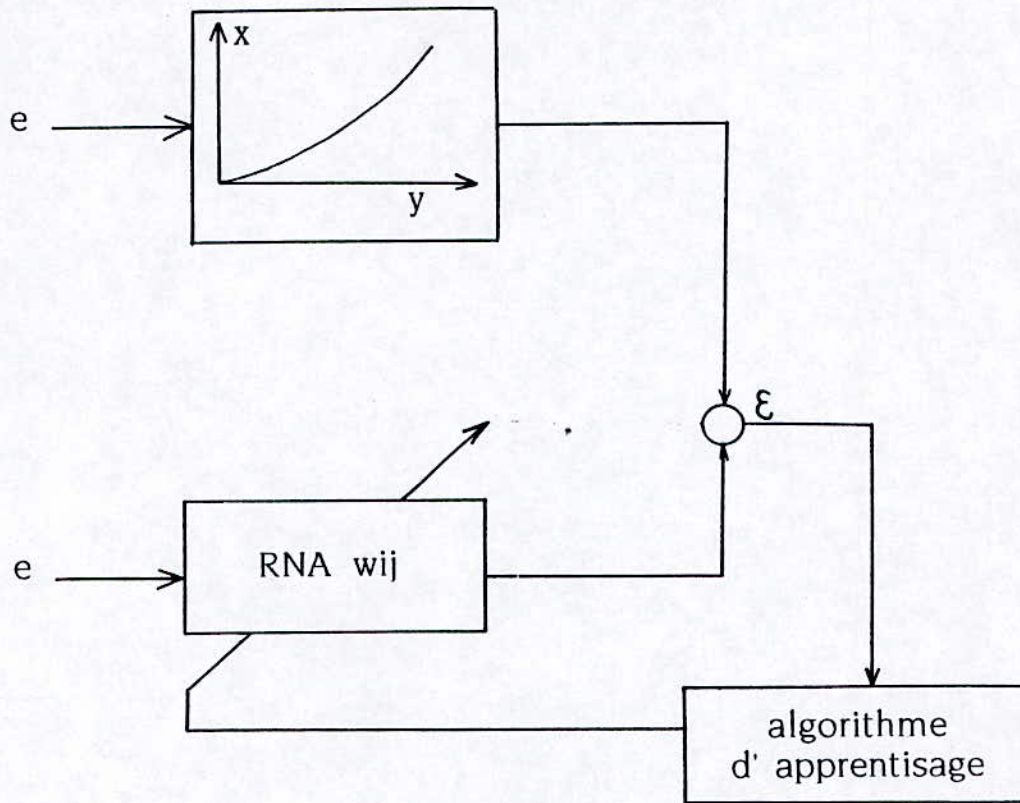 x
e
y
ε
RNA wij
e
algorithme
d' apprentisage